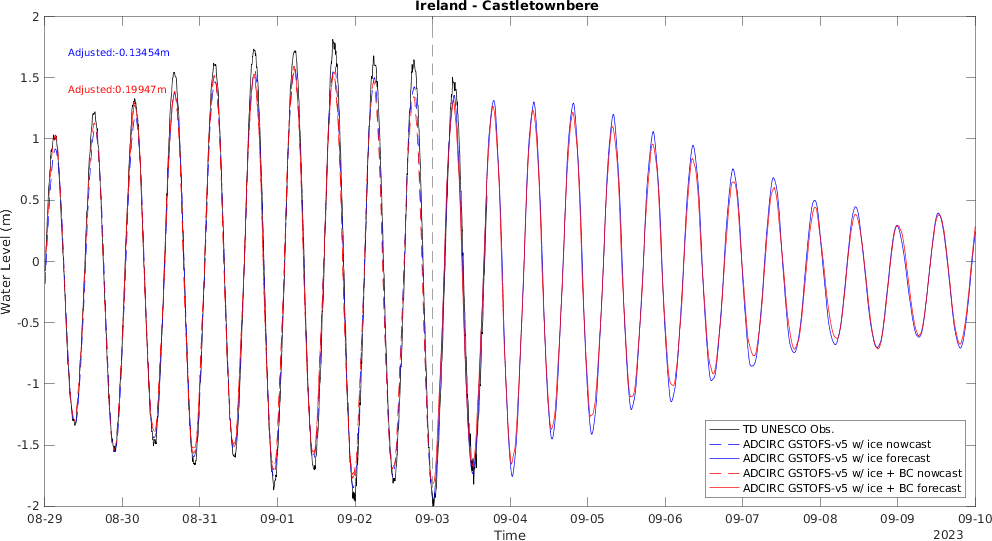 Ireland - Castletownbere
Adjusted:-0.13454m
Adjusted:0.19947m
Water Level (m)
2
1.5
1
0.5
0
-0.5
-1
-1.5
-2
TD UNESCO Obs.
ADCIRC GSTOFS-v5 w/ ice nowcast
ADCIRC GSTOFS-v5 w/ ice forecast
ADCIRC GSTOFS-v5 w/ ice + BC nowcast
ADCIRC GSTOFS-v5 w/ ice + BC forecast
08-29 08-30 08-31 09-01 09-02 09-03 09-04 09-05 09-06 09-07 09-08 09-09 09-10
Time
2023